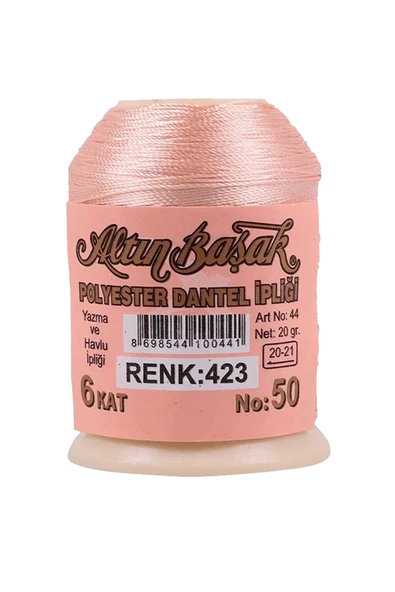 Altın Başak
POLYESTER DANTEL İPLİĞİ
Yazma
ve
Havlu
İpliği
8 698544 100441
Art No: 44
Net: 20 gr.
20-21
RENK:423
6 KAT
No: 50